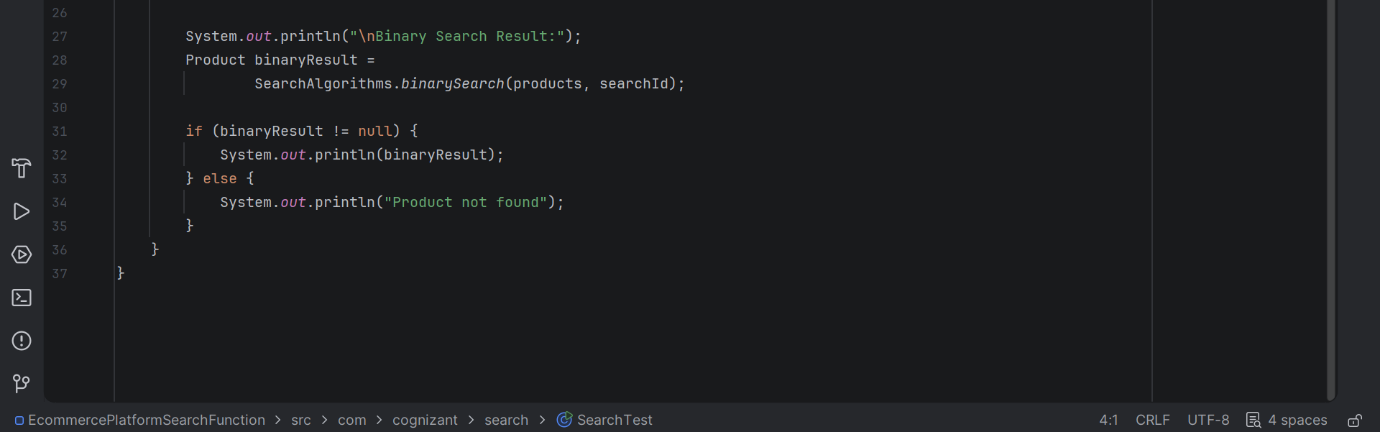 26
27 System.out.println("\nBinary Search Result:");
28 Product binaryResult =
29 SearchAlgorithms.binarySearch(products, searchId);
30
31 if (binaryResult != null) {
32 System.out.println(binaryResult);
33 } else {
34 System.out.println("Product not found");
35 }
36 }
37 }
EcommercePlatformSearchFunction > src > com > cognizant > search > SearchTest 4:1 CRLF UTF-8 4 spaces